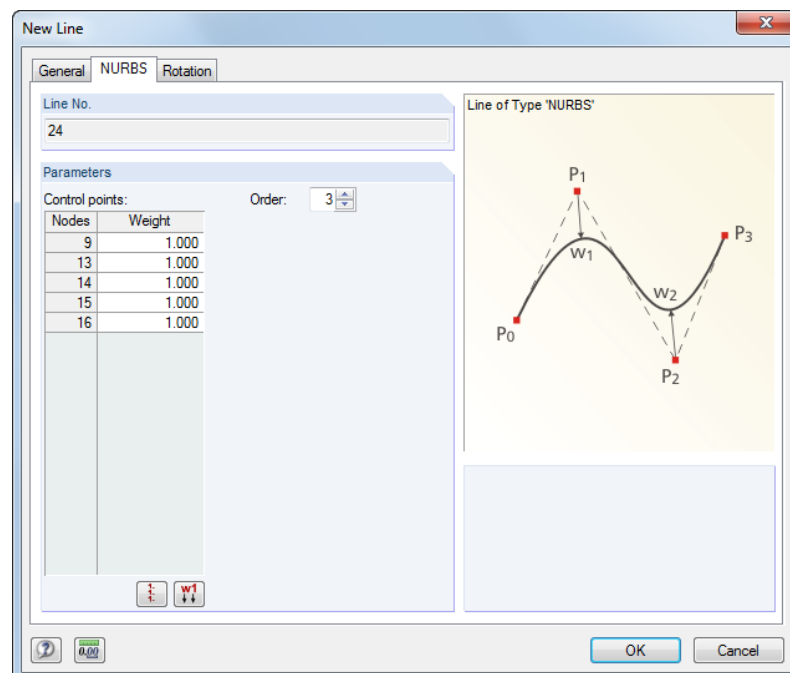 New Line
General NURBS Rotation
Line No.
24
Parameters
Control points:
Order: 3
Nodes Weight
9 1.000
13 1.000
14 1.000
15 1.000
16 1.000
w1
Line of Type 'NURBS'
P1
P3
w1
w2
P0
P2
0.00
OK Cancel